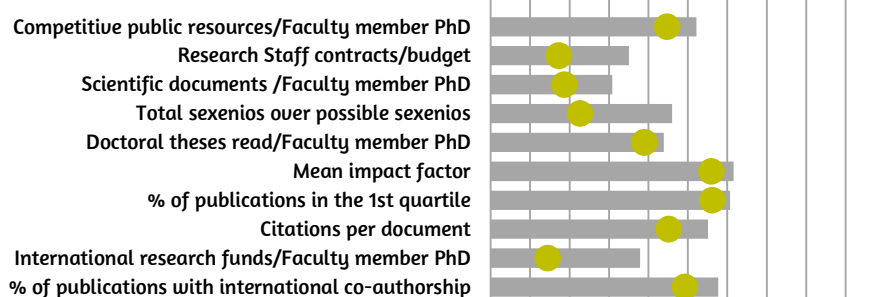 Competitive public resources/Faculty member PhD
Research Staff contracts/budget
Scientific documents /Faculty member PhD
Total sexenios over possible sexenios
Doctoral theses read/Faculty member PhD
Mean impact factor
% of publications in the 1st quartile
Citations per document
International research funds/Faculty member PhD
% of publications with international co-authorship